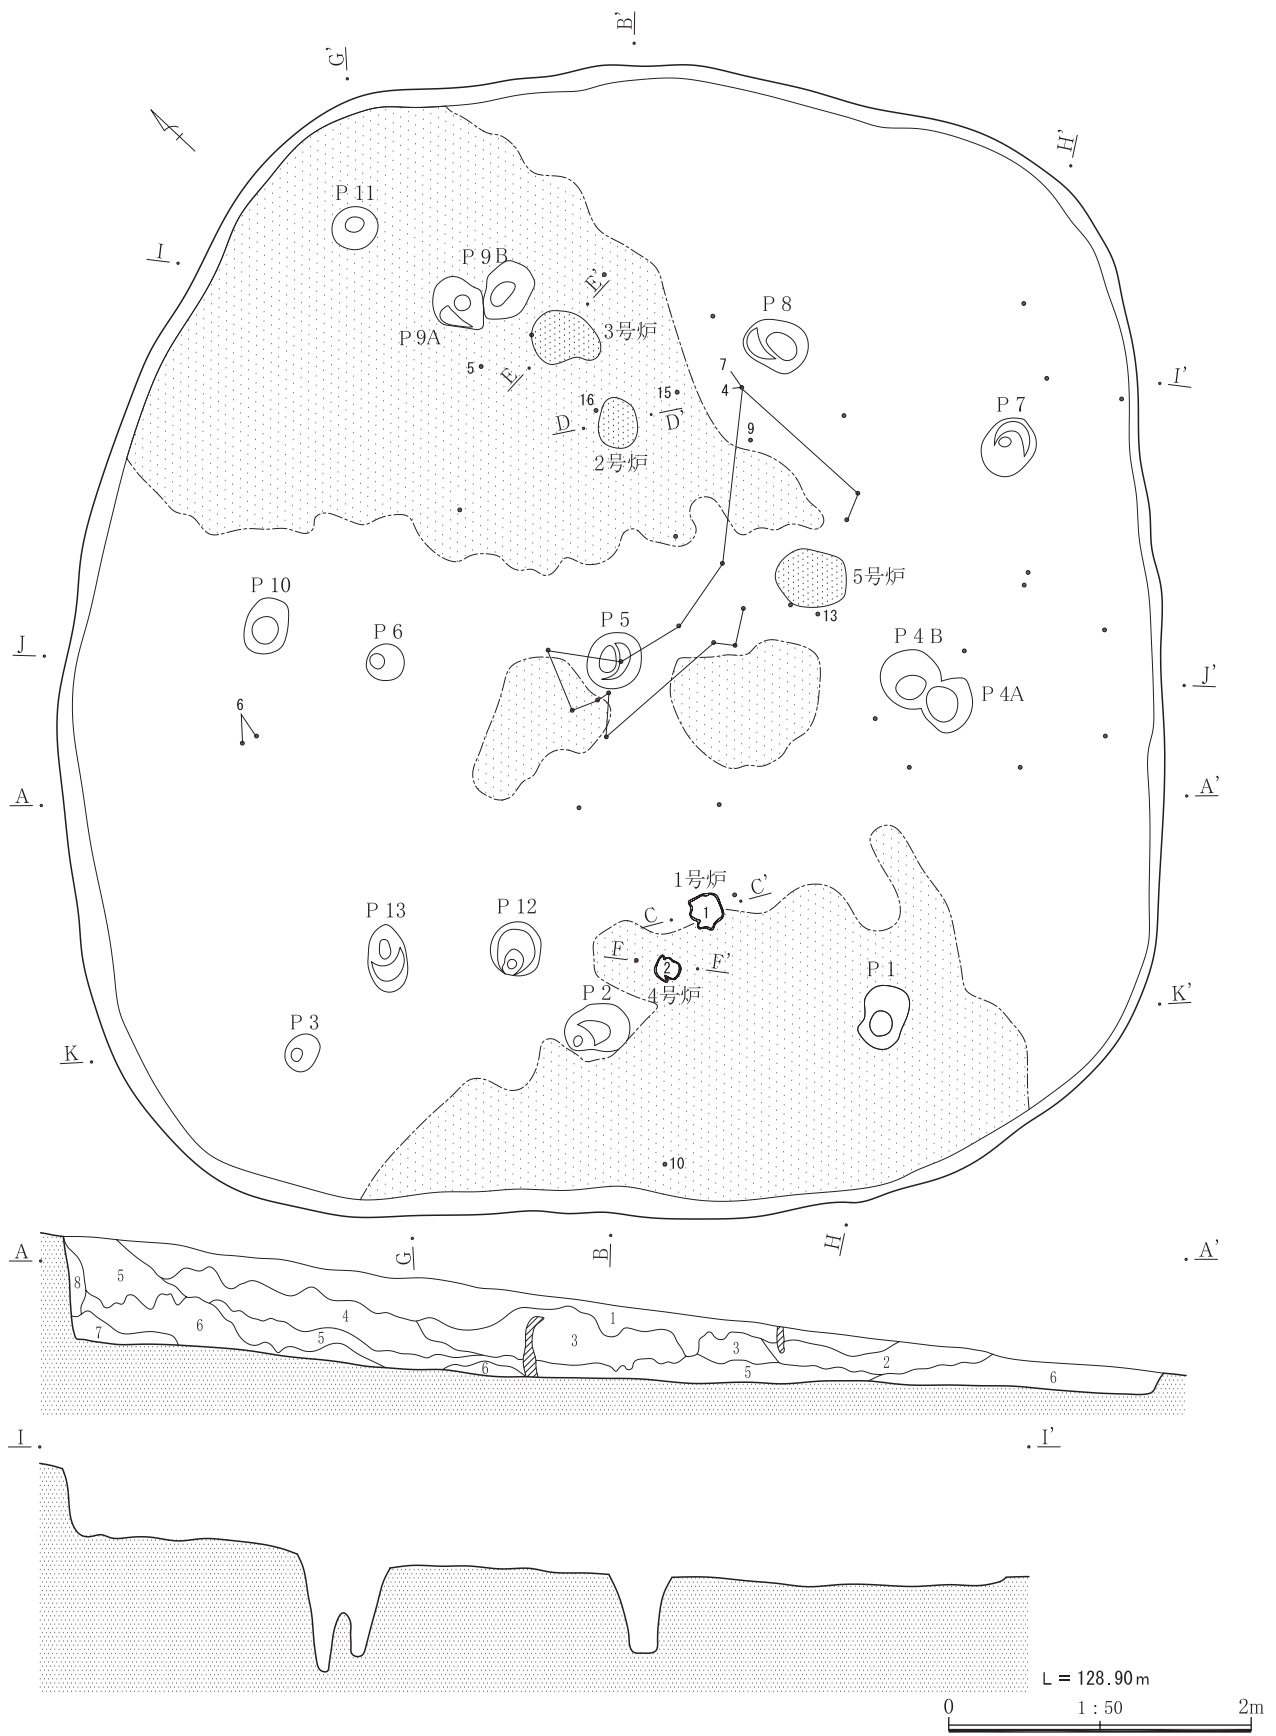 B'
G'
H'
P 11
I
P 9B
E'
P 8
P 9A
3号炉
5
E
7
4
I'
16
15
D
D'
9
P 7
2号炉
5号炉
P 10
P 6
P 5
13
P 4B
J
J'
P 4A
6
A
A'
1号炉
C'
C
1
P 13
P 12
F
2
F'
P 1
4号炉
P 2
K'
P 3
K
10
G
B
H
A
A'
8
5
4
1
7
6
5
3
3
2
6
5
6
I
I'
L = 128.90m
0
1 : 50
2m